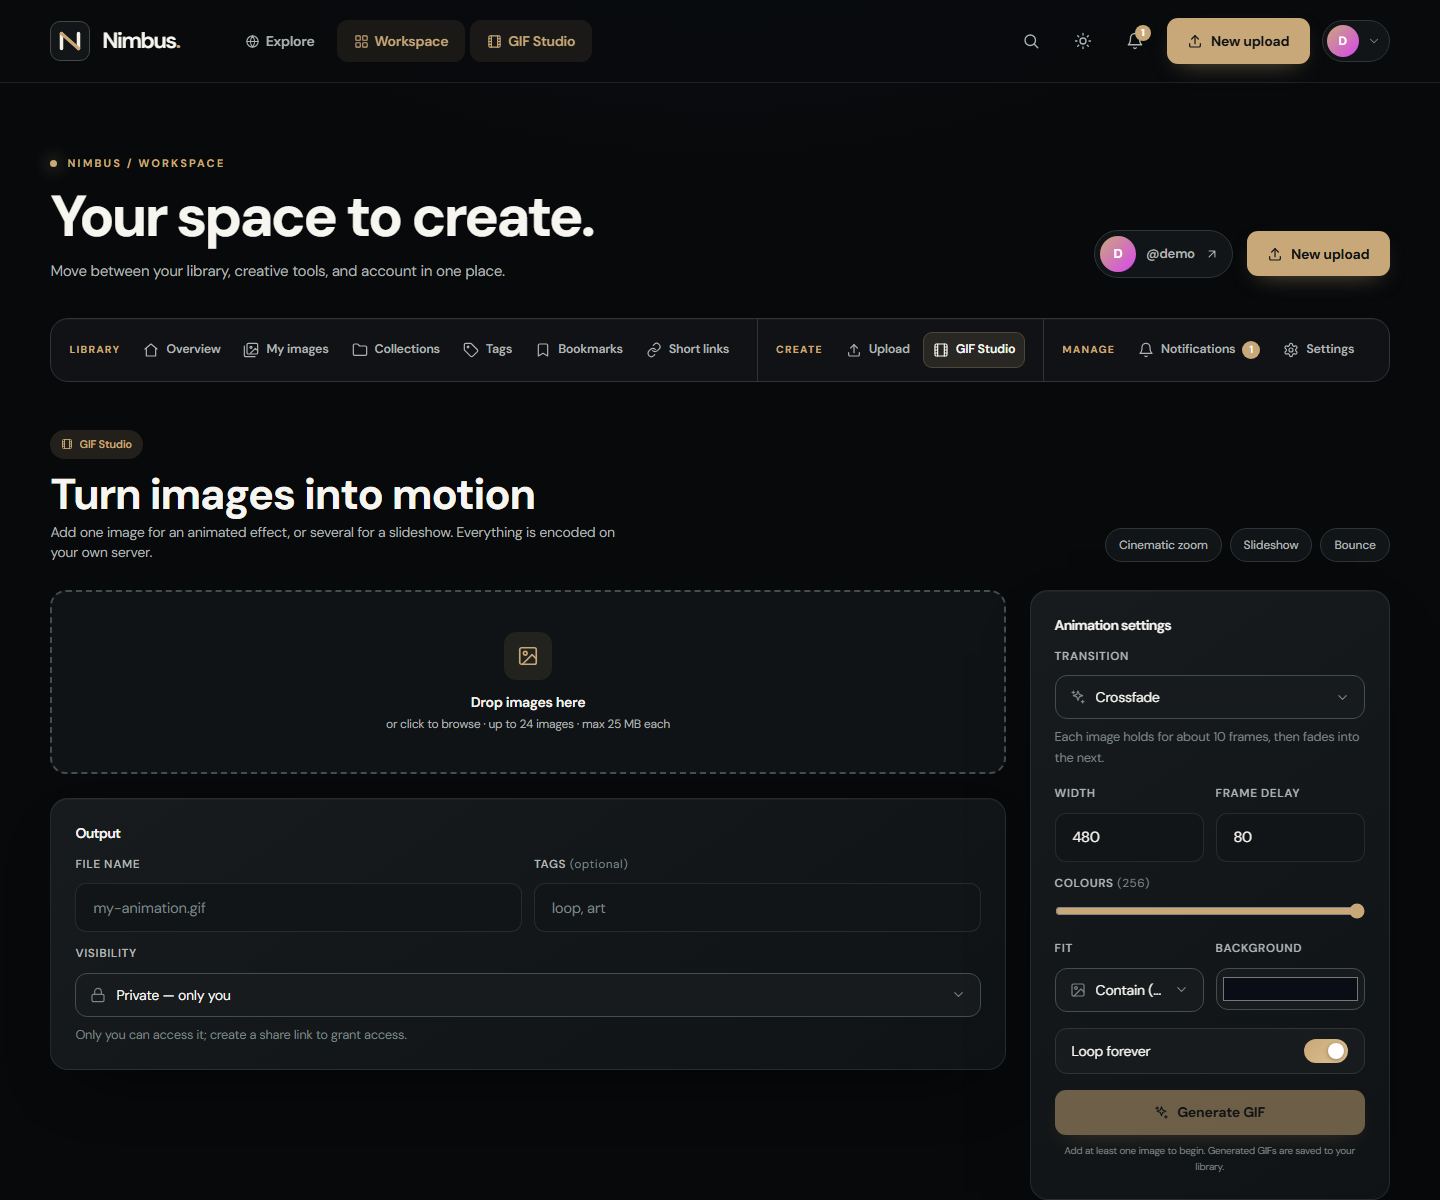 Nimbus.
Explore
Workspace
GIF Studio
1
New upload
D
NIMBUS / WORKSPACE
Your space to create.
Move between your library, creative tools, and account in one place.
D
@demo
New upload
LIBRARY
Overview
My images
Collections
Tags
Bookmarks
Short links
CREATE
Upload
GIF Studio
MANAGE
Notifications
1
Settings
GIF Studio
Turn images into motion
Add one image for an animated effect, or several for a slideshow. Everything is encoded on
your own server.
Cinematic zoom
Slideshow
Bounce
Drop images here
or click to browse · up to 24 images · max 25 MB each
Output
FILE NAME
TAGS (optional)
my-animation.gif
loop, art
VISIBILITY
Private — only you
Only you can access it; create a share link to grant access.
Animation settings
TRANSITION
Crossfade
Each image holds for about 10 frames, then fades into
the next.
WIDTH
FRAME DELAY
480
80
COLOURS (256)
FIT
BACKGROUND
Contain (...
Loop forever
Generate GIF
Add at least one image to begin. Generated GIFs are saved to your
library.